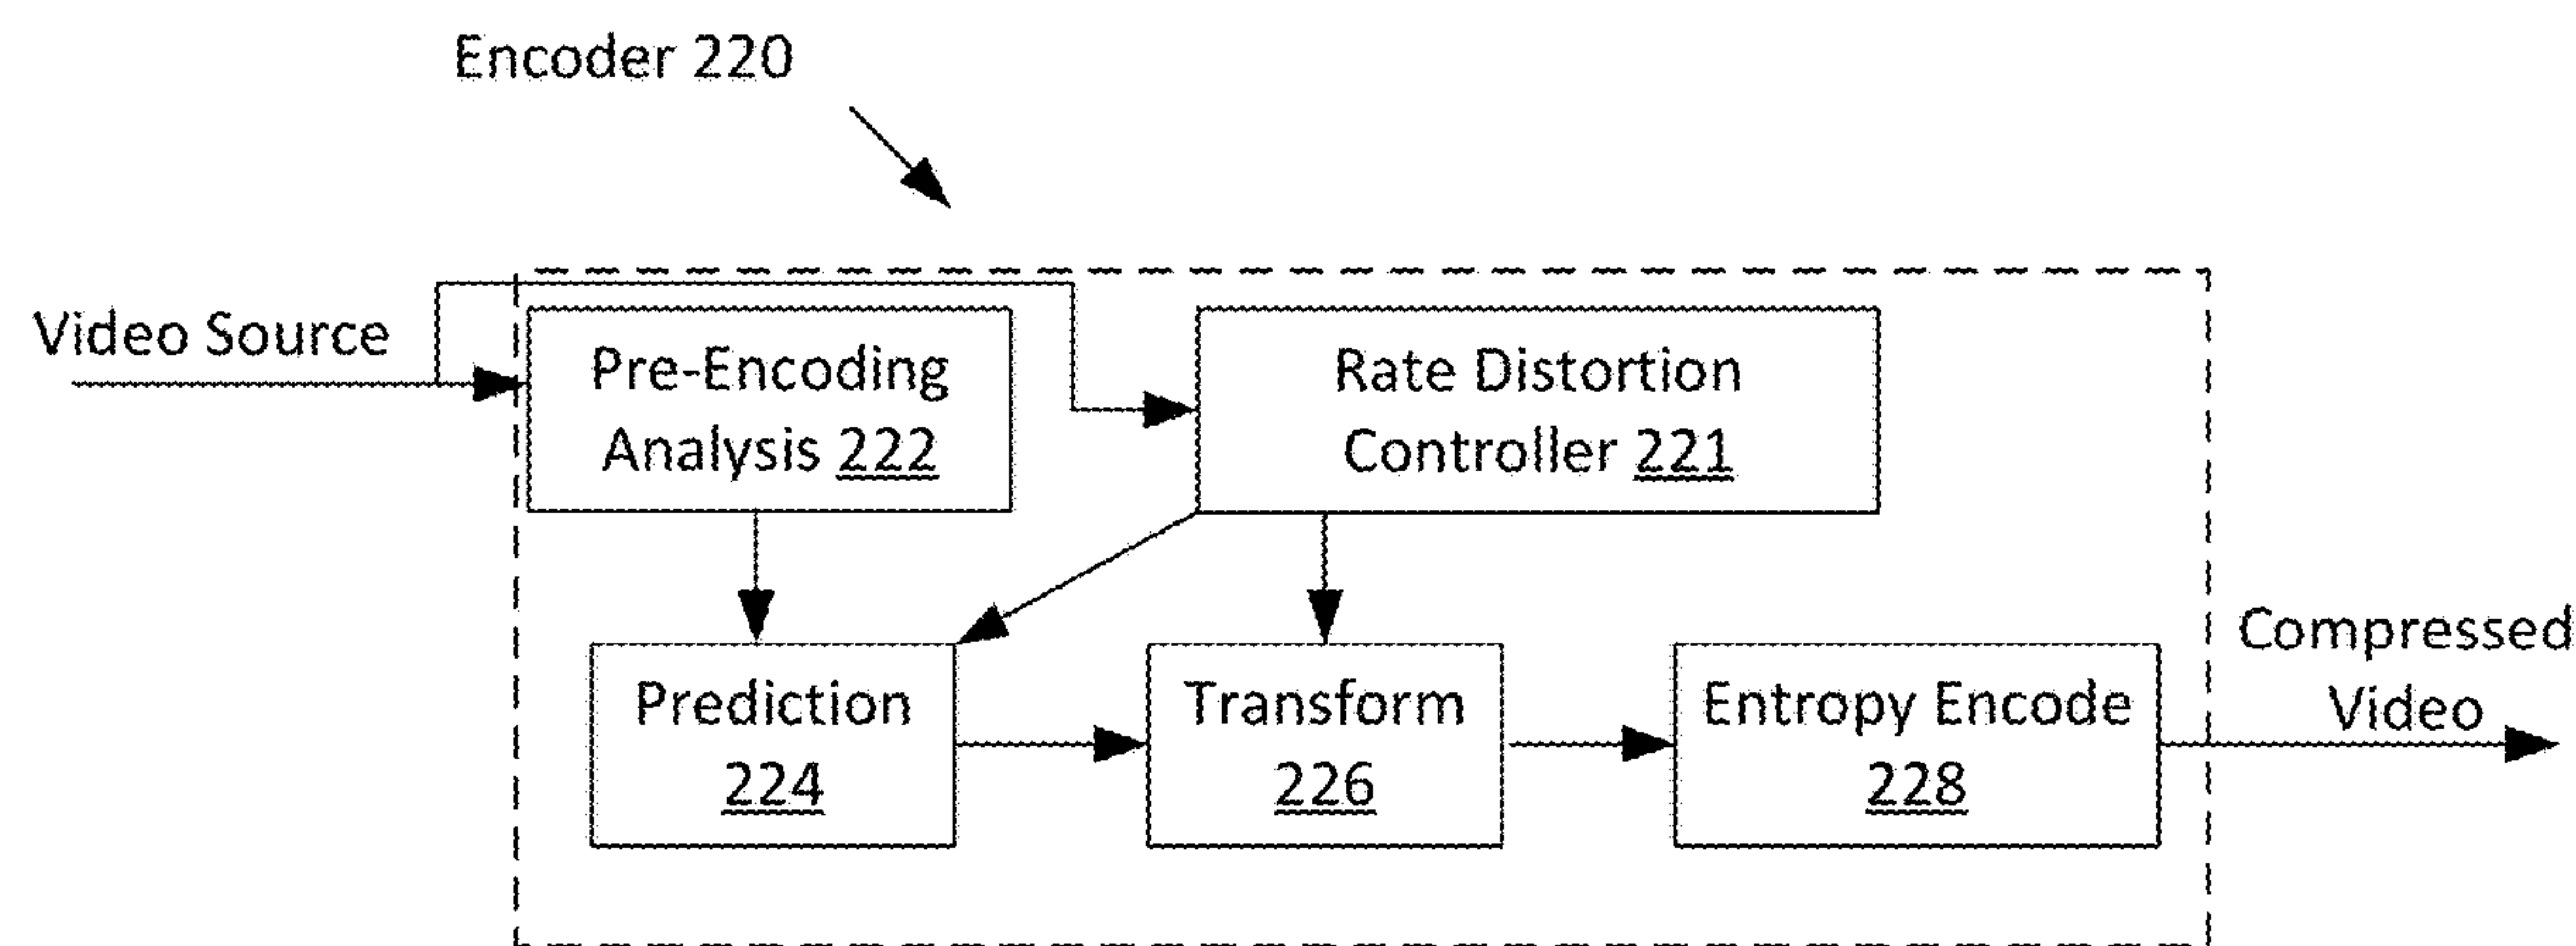 Encoder 220
Video Source
Pre-Encoding
Analysis 222
Rate Distortion
Controller 221
Prediction
224
Transform
226
Entropy Encode
228
Compressed
Video